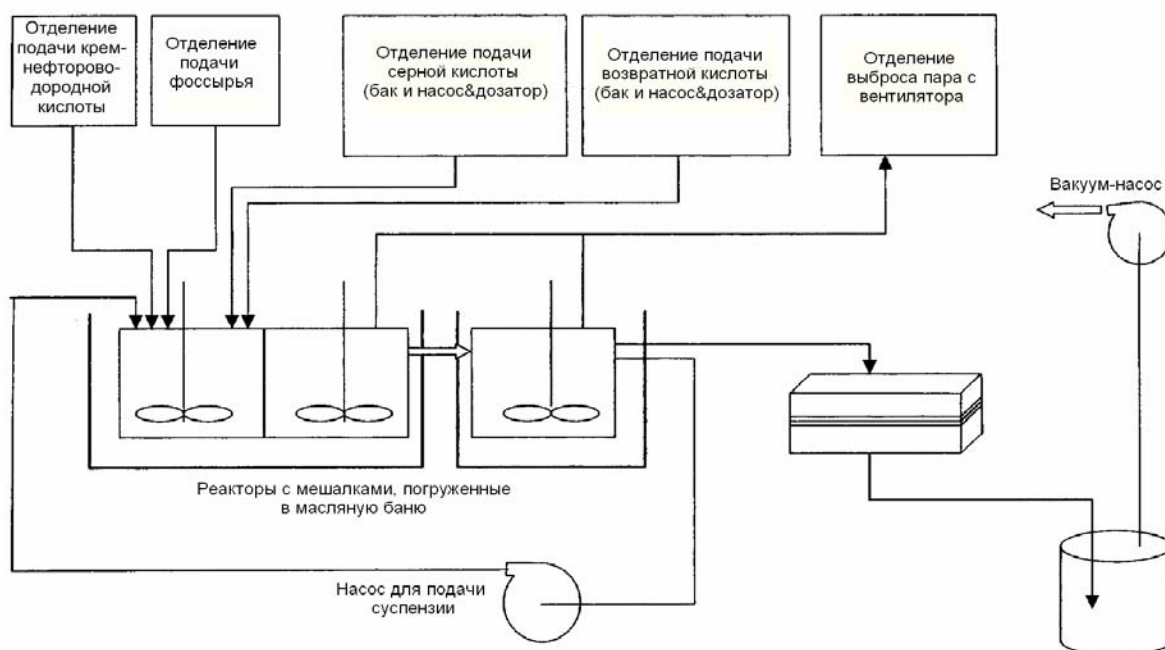 Отделение
подачи крем-
нефторово-
дородной
кислоты
Отделение
подачи
фоссырья
Отделение подачи
серной кислоты
(бак и насос&дозатор)
Отделение подачи
возвратной кислоты
(бак и насос&дозатор)
Отделение
выброса пара с
вентилятора
Вакуум-насос
Реакторы с мешалками, погруженные
в масляную баню
Насос для подачи
суспензии